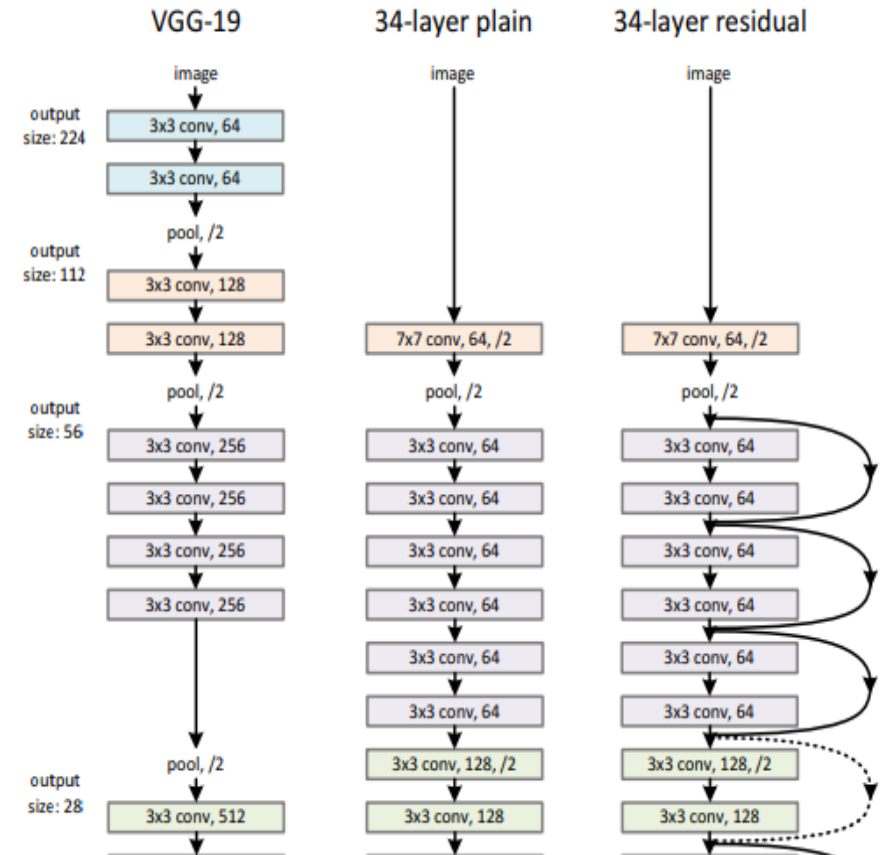 VGG-19 34-layer plain 34-layer residual
image image image
output
size: 224
3x3 conv, 64
3x3 conv, 64
pool, /2
output
size: 112
3x3 conv, 128
3x3 conv, 128 7x7 conv, 64, /2 7x7 conv, 64, /2
pool, /2 pool, /2 pool, /2
output
size: 56
3x3 conv, 256 3x3 conv, 64 3x3 conv, 64
3x3 conv, 256 3x3 conv, 64 3x3 conv, 64
3x3 conv, 256 3x3 conv, 64 3x3 conv, 64
3x3 conv, 256 3x3 conv, 64 3x3 conv, 64
3x3 conv, 64 3x3 conv, 64
3x3 conv, 64 3x3 conv, 64
pool, /2 3x3 conv, 128, /2 3x3 conv, 128, /2
output
size: 28
3x3 conv, 512 3x3 conv, 128 3x3 conv, 128